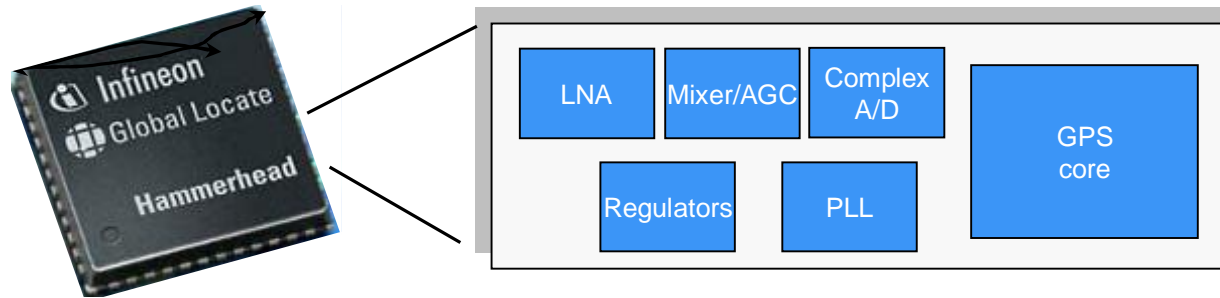 Infineon
Global Locate
Hammerhead
LNA
Mixer/AGC
Complex
A/D
GPS
core
Regulators
PLL